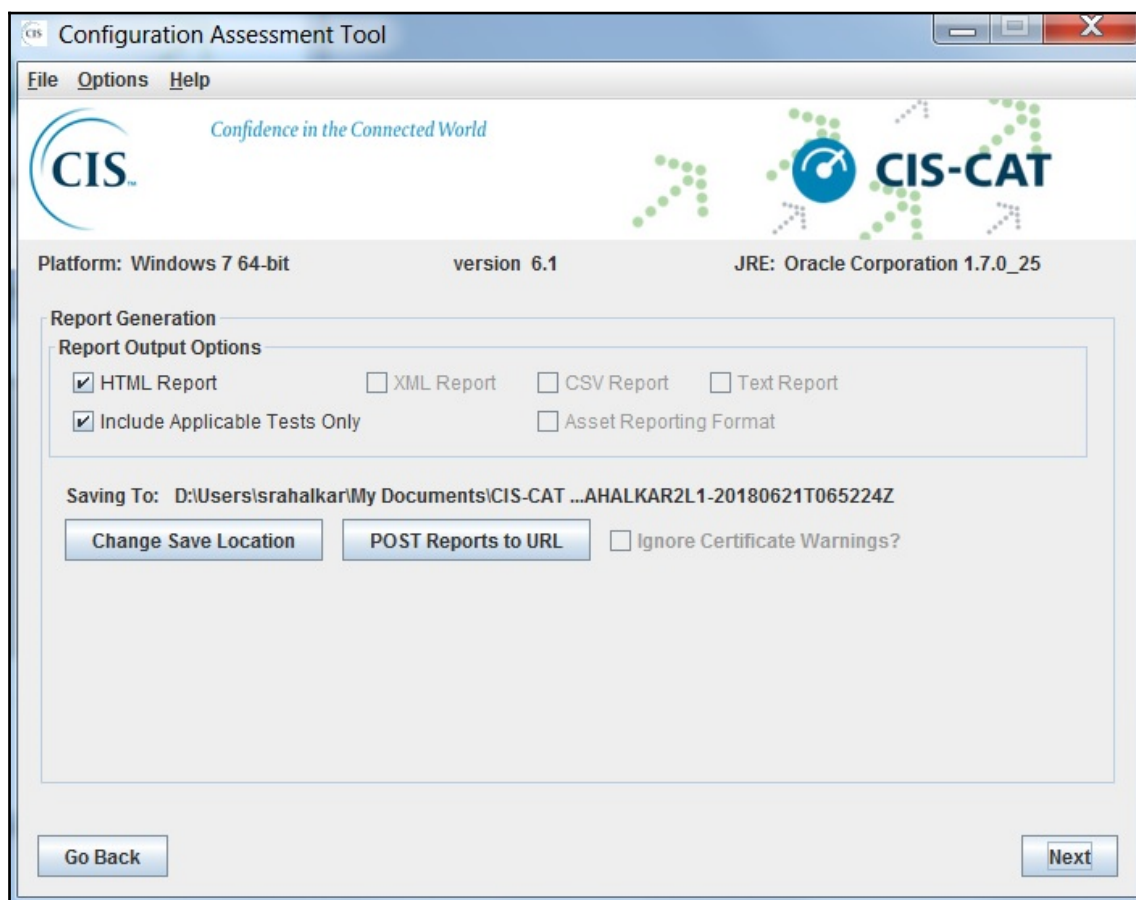 CIS Configuration Assessment Tool
File Options Help
CIS™
Confidence in the Connected World
CIS-CAT
Platform: Windows 7 64-bit version 6.1 JRE: Oracle Corporation 1.7.0_25
Report Generation
Report Output Options
HTML Report XML Report CSV Report Text Report
Include Applicable Tests Only Asset Reporting Format
Saving To: D:\Users\srahalkar\My Documents\CIS-CAT ...AHALKAR2L1-20180621T065224Z
Change Save Location POST Reports to URL Ignore Certificate Warnings?
Go Back Next